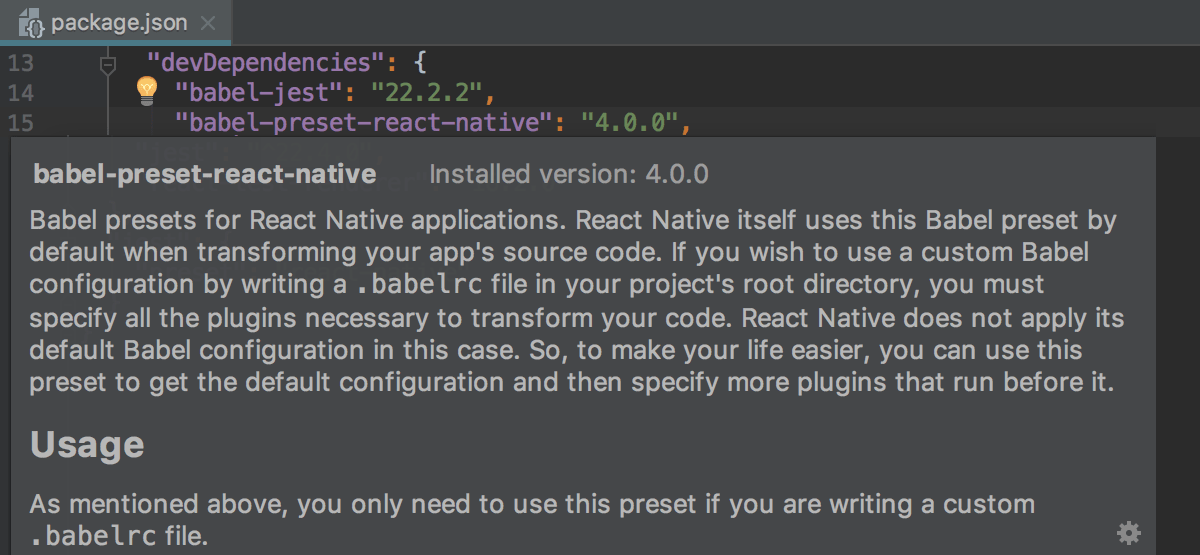 package.json
13 "devDependencies": {
14 "babel-jest": "22.2.2",
15 "babel-preset-react-native": "4.0.0",
babel-preset-react-native Installed version: 4.0.0
Babel presets for React Native applications. React Native itself uses this Babel preset by
default when transforming your app's source code. If you wish to use a custom Babel
configuration by writing a .babelrc file in your project's root directory, you must
specify all the plugins necessary to transform your code. React Native does not apply its
default Babel configuration in this case. So, to make your life easier, you can use this
preset to get the default configuration and then specify more plugins that run before it.
Usage
As mentioned above, you only need to use this preset if you are writing a custom
.babelrc file.